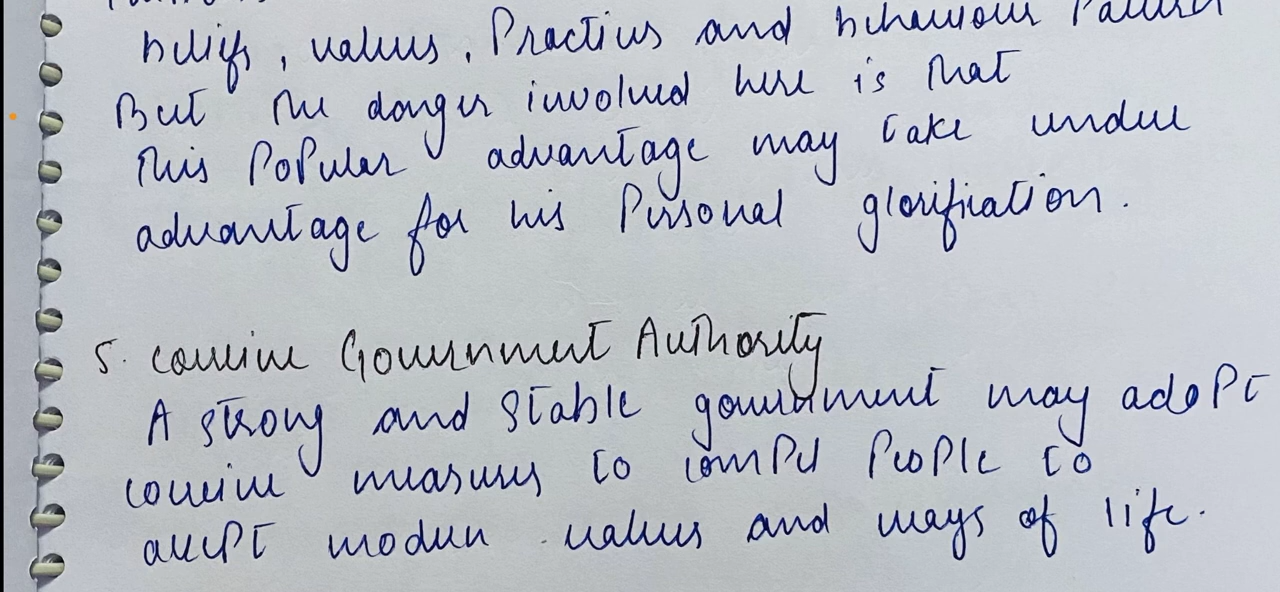 beliefs, values, Practices and behaviour Pattern
But the danger involved here is that
this Popular advantage may take undue
advantage for his Personal glorification.
5. coercive Government Authority
A strong and stable government may adopt
coercive measures to compel People to
accept modern values and ways of life.